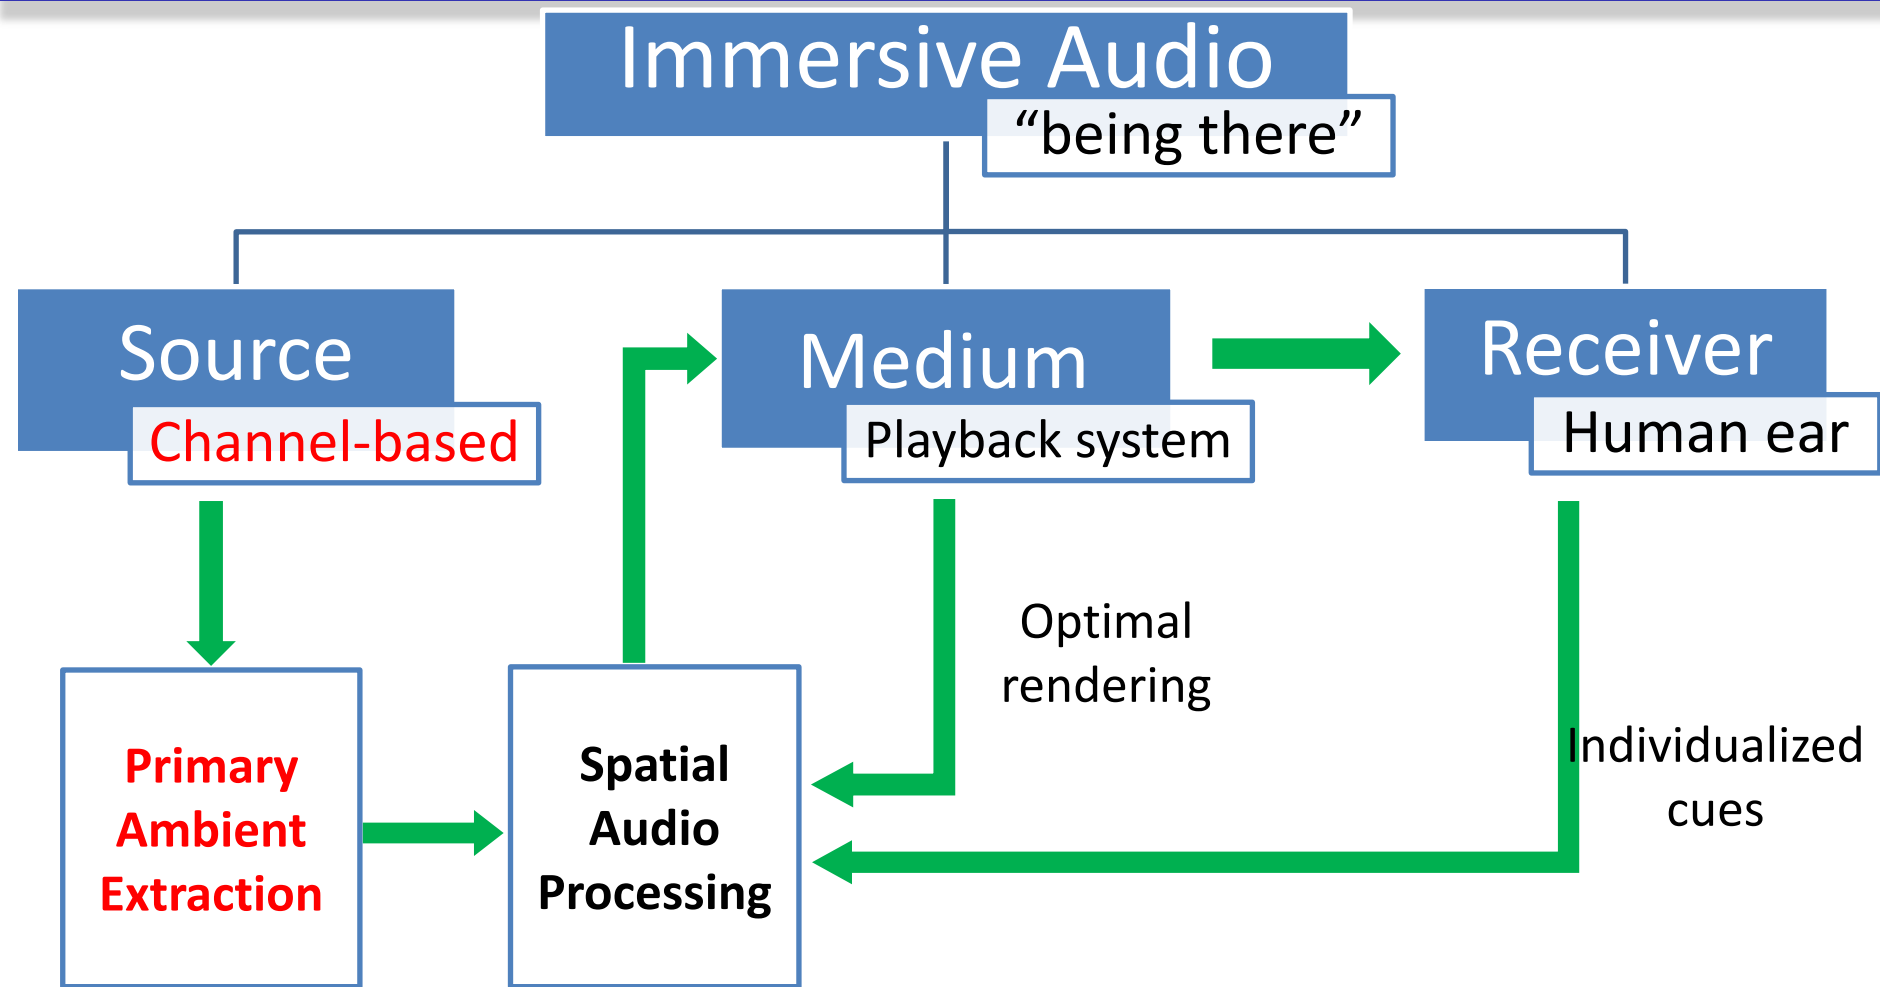 Immersive Audio
“being there”
Source
Channel-based
Medium
Playback system
Receiver
Human ear
Optimal
rendering
Individualized
cues
Primary
Ambient
Extraction
Spatial
Audio
Processing